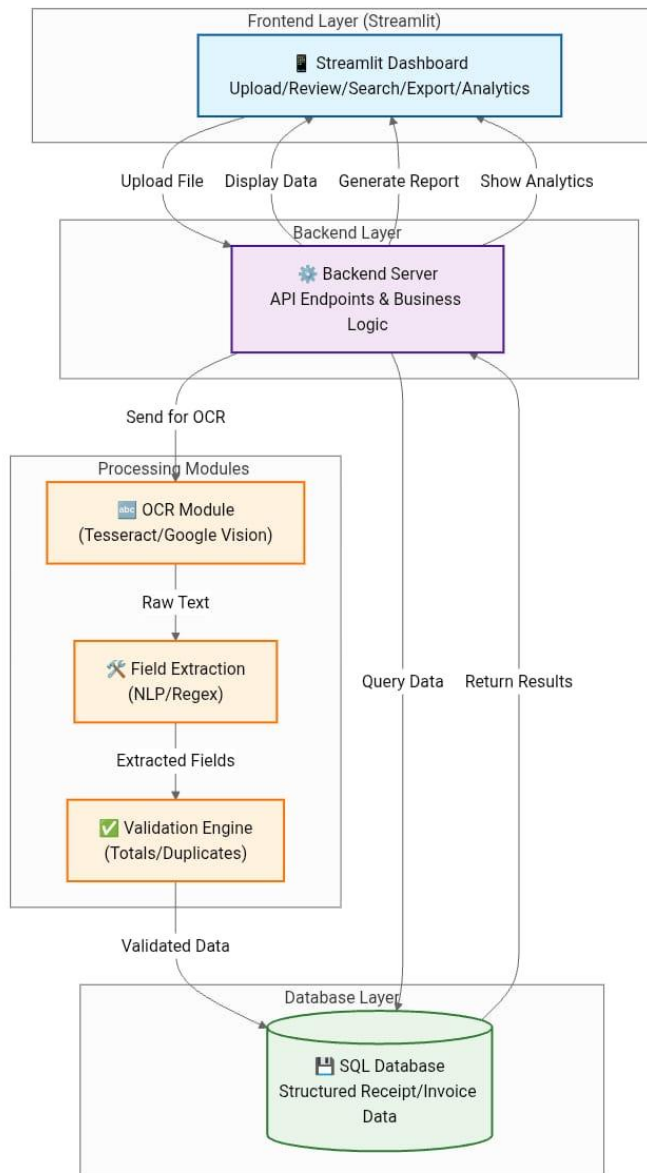 Frontend Layer (Streamlit)
📱 Streamlit Dashboard
Upload/Review/Search/Export/Analytics
Upload File
Display Data
Generate Report
Show Analytics
Backend Layer
⚙️ Backend Server
API Endpoints & Business
Logic
Send for OCR
Processing Modules
🔤 OCR Module
(Tesseract/Google Vision)
Raw Text
🛠️ Field Extraction
(NLP/Regex)
Query Data
Return Results
Extracted Fields
✅ Validation Engine
(Totals/Duplicates)
Validated Data
Database Layer
💾 SQL Database
Structured Receipt/Invoice
Data